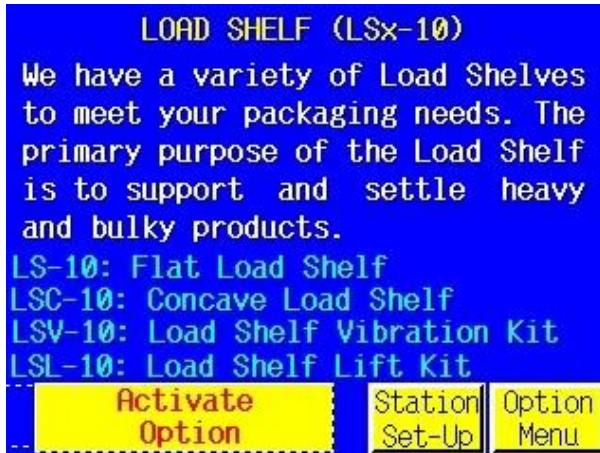 LOAD SHELF (LSx-10)
We have a variety of Load Shelves
to meet your packaging needs. The
primary purpose of the Load Shelf
is to support and settle heavy
and bulky products.
LS-10: Flat Load Shelf
LSC-10: Concave Load Shelf
LSV-10: Load Shelf Vibration Kit
LSL-10: Load Shelf Lift Kit
Activate
Option
Station
Set-Up
Option
Menu